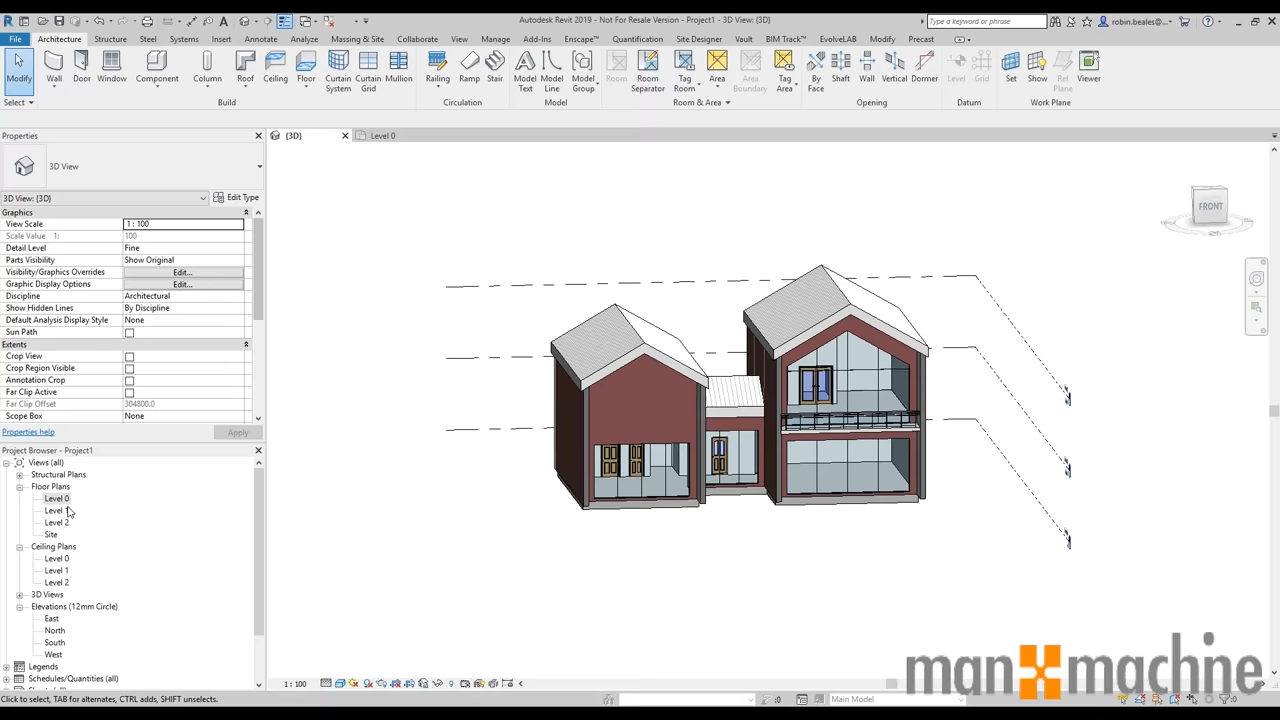 Autodesk Revit 2019 - Not For Resale Version - Project1 - 3D View: {3D}
Type a keyword or phrase
robin.beales@...
File Architecture Structure Steel Systems Insert Annotate Analyze Massing & Site Collaborate View Manage Add-Ins Enscape™ Quantification Site Designer Vault BIM Track™ EvolveLAB Modify Precast
Modify Wall Door Window Component Column Roof Ceiling Floor Curtain System Curtain Grid Mullion Railing Ramp Stair Model Text Model Line Model Group Room Room Separator Tag Room Area Area Boundary Tag Area By Face Shaft Wall Vertical Dormer Level Grid Set Show Ref Plane Viewer
Select Build Circulation Model Room & Area Opening Datum Work Plane
Properties
{3D} Level 0
3D View
3D View: {3D} Edit Type
Graphics
View Scale 1 : 100
Scale Value 1: 100
Detail Level Fine
Parts Visibility Show Original
Visibility/Graphics Overrides Edit...
Graphic Display Options Edit...
Discipline Architectural
Show Hidden Lines By Discipline
Default Analysis Display Style None
Sun Path
Extents
Crop View
Crop Region Visible
Annotation Crop
Far Clip Active
Far Clip Offset 304800.0
Scope Box None
Properties help Apply
Project Browser - Project1
Views (all)
Structural Plans
Floor Plans
Level 0
Level
Level 2
Site
Ceiling Plans
Level 0
Level 1
Level 2
3D Views
Elevations (12mm Circle)
East
North
South
West
Legends
Schedules/Quantities (all)
FRONT
1 : 100
Click to select, TAB for alternates, CTRL adds, SHIFT unselects.
:0 Main Model :0
man machine